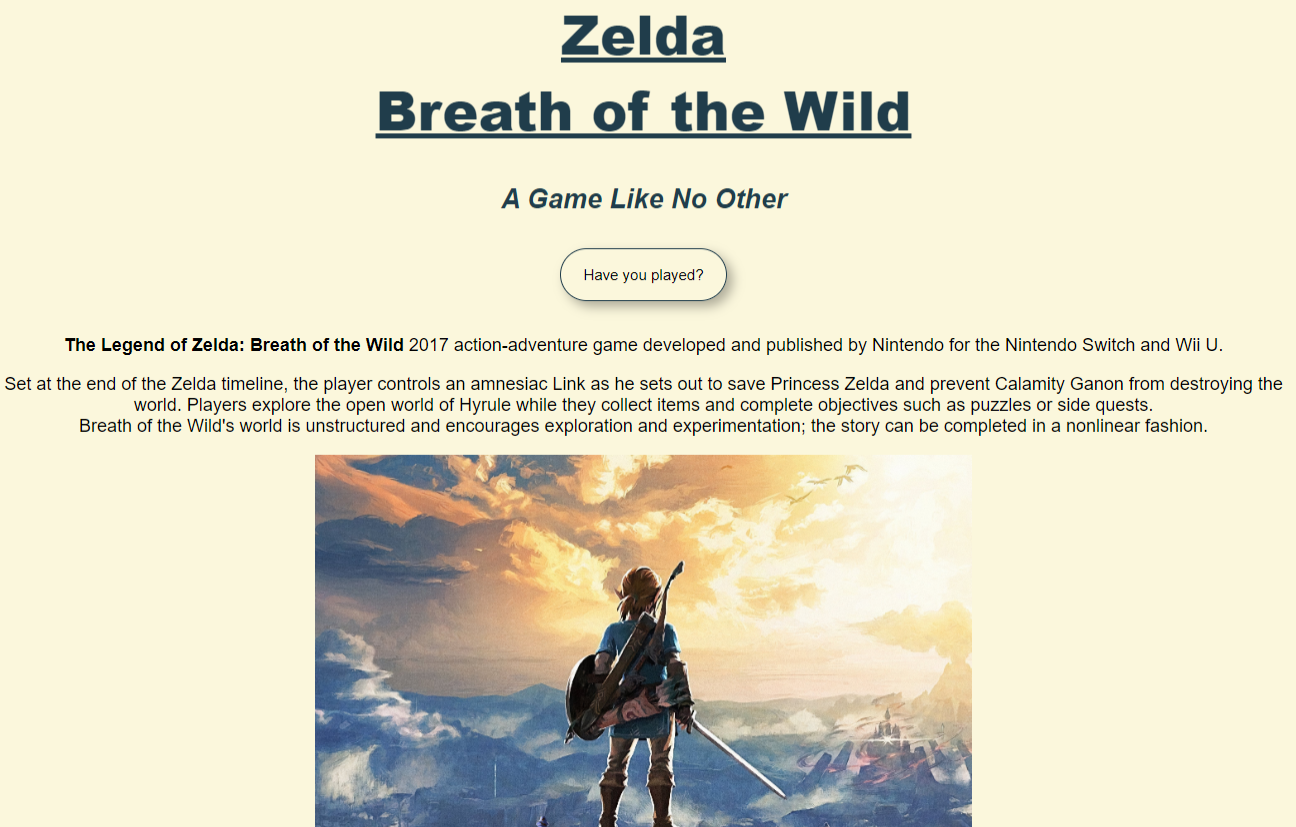 Zelda
Breath of the Wild
A Game Like No Other
Have you played?
The Legend of Zelda: Breath of the Wild 2017 action-adventure game developed and published by Nintendo for the Nintendo Switch and Wii U.
Set at the end of the Zelda timeline, the player controls an amnesiac Link as he sets out to save Princess Zelda and prevent Calamity Ganon from destroying the
world. Players explore the open world of Hyrule while they collect items and complete objectives such as puzzles or side quests.
Breath of the Wild's world is unstructured and encourages exploration and experimentation; the story can be completed in a nonlinear fashion.